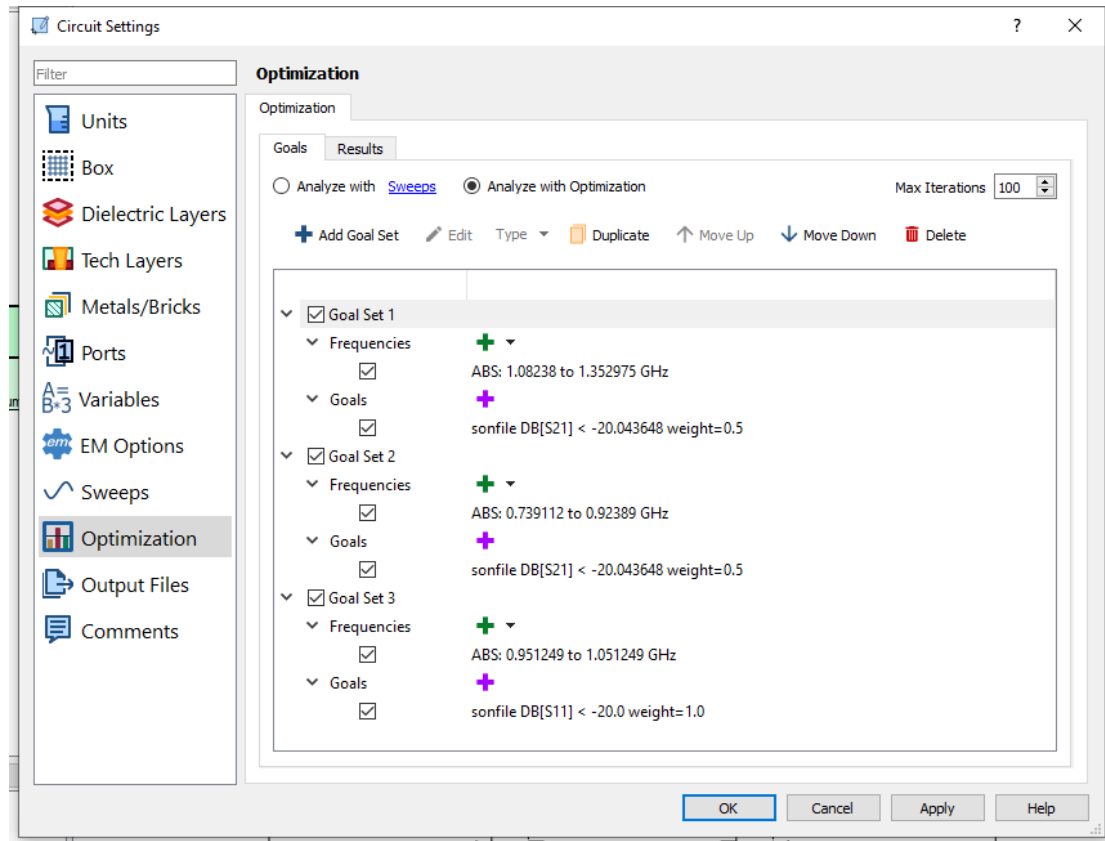 Circuit Settings ? ×
Filter
Units
Box
Dielectric Layers
Tech Layers
Metals/Bricks
1 Ports
A= B*3 Variables
em EM Options
Sweeps
Optimization
Output Files
Comments
Optimization
Optimization
Goals Results
Analyze with Sweeps Analyze with Optimization Max Iterations 100
Add Goal Set Edit Type Duplicate Move Up Move Down Delete
Goal Set 1
Frequencies
ABS: 1.08238 to 1.352975 GHz
Goals
sonfile DB[S21] < -20.043648 weight=0.5
Goal Set 2
Frequencies
ABS: 0.739112 to 0.92389 GHz
Goals
sonfile DB[S21] < -20.043648 weight=0.5
Goal Set 3
Frequencies
ABS: 0.951249 to 1.051249 GHz
Goals
sonfile DB[S11] < -20.0 weight=1.0
OK Cancel Apply Help